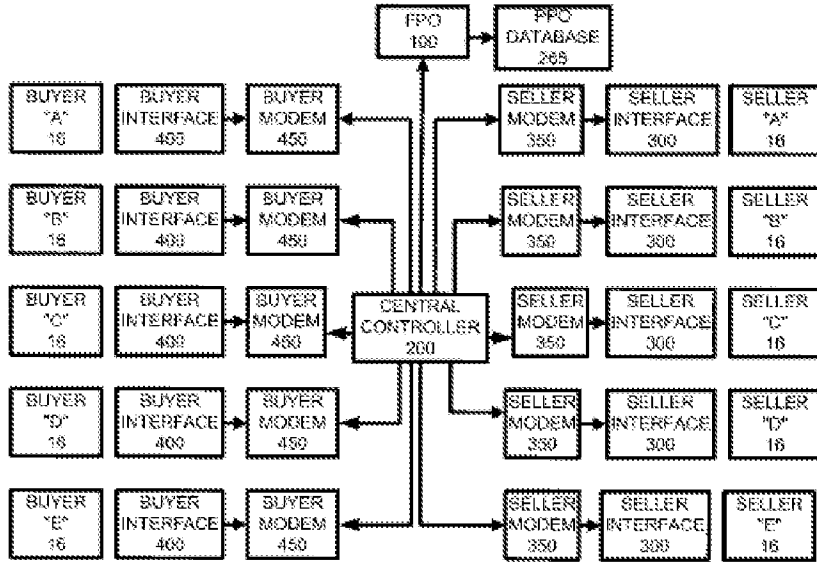 FPO
100
PPO
DATABASE
265
BUYER
"A"
16
BUYER
INTERFACE
400
BUYER
MODEM
450
SELLER
MODEM
350
SELLER
INTERFACE
300
SELLER
"A"
16
BUYER
"B"
16
BUYER
INTERFACE
400
BUYER
MODEM
450
SELLER
MODEM
350
SELLER
INTERFACE
300
SELLER
"B"
16
BUYER
"C"
16
BUYER
INTERFACE
400
BUYER
MODEM
450
CENTRAL
CONTROLLER
200
SELLER
MODEM
350
SELLER
INTERFACE
300
SELLER
"C"
16
BUYER
"D"
16
BUYER
INTERFACE
400
BUYER
MODEM
450
SELLER
MODEM
350
SELLER
INTERFACE
300
SELLER
"D"
16
BUYER
"E"
16
BUYER
INTERFACE
400
BUYER
MODEM
450
SELLER
MODEM
350
SELLER
INTERFACE
300
SELLER
"E"
16